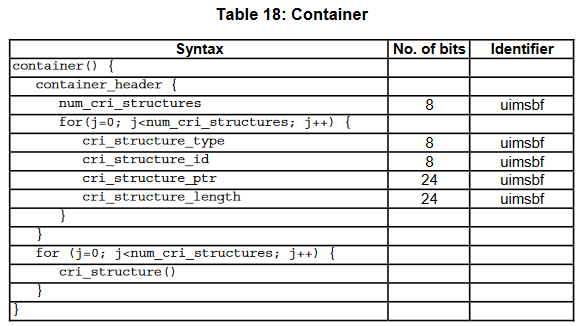 Table 18: Container
Syntax No. of bits Identifier
container() {
container_header {
num_cri_structures 8 uimsbf
for(j=0; j<num_cri_structures; j++) {
cri_structure_type 8 uimsbf
cri_structure_id 8 uimsbf
cri_structure_ptr 24 uimsbf
cri_structure_length 24 uimsbf
}
}
for (j=0; j<num_cri_structures; j++) {
cri_structure()
}
}